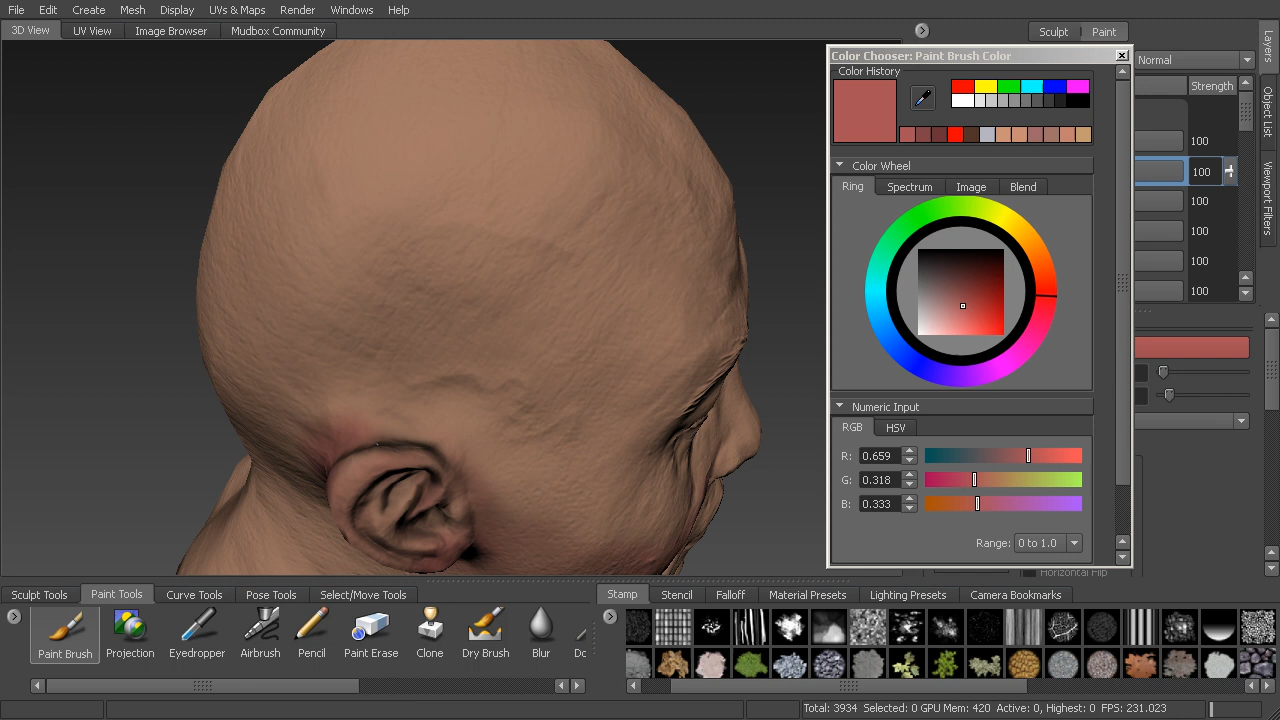 File Edit Create Mesh Display UVs & Maps Render Windows Help
3D View UV View Image Browser Mudbox Community
Sculpt Paint
Color Chooser: Paint Brush Color
Normal
Color History
Strength
100
100
100
100
100
100
Layers
Object List
Viewport Filters
Color Wheel
Ring Spectrum Image Blend
Numeric Input
RGB HSV
R: 0.659
G: 0.318
B: 0.333
Range: 0 to 1.0
Horizontal Flip
Sculpt Tools Paint Tools Curve Tools Pose Tools Select/Move Tools
Stamp Stencil Falloff Material Presets Lighting Presets Camera Bookmarks
Paint Brush Projection Eyedropper Airbrush Pencil Paint Erase Clone Dry Brush Blur Do
Total: 3934 Selected: 0 GPU Mem: 420 Active: 0, Highest: 0 FPS: 231.023